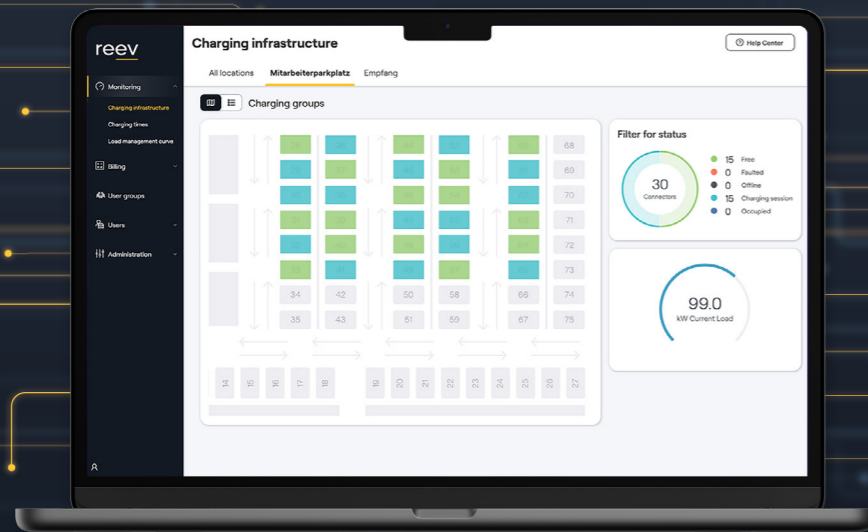 reev
Charging infrastructure
Help Center
All locations Mitarbeiterparkplatz Empfang
Monitoring
Charging infrastructure
Charging times
Load management curve
Billing
User groups
Users
Administration
Charging groups
68
69
70
71
72
73
34 42 50 58 66 74
35 43 51 59 67 75
14 15 16 17 18 19 20 21 22 23 24 25 26 27
Filter for status
30
Connectors
15 Free
0 Faulted
0 Offline
15 Charging session
0 Occupied
99.0
kW Current Load